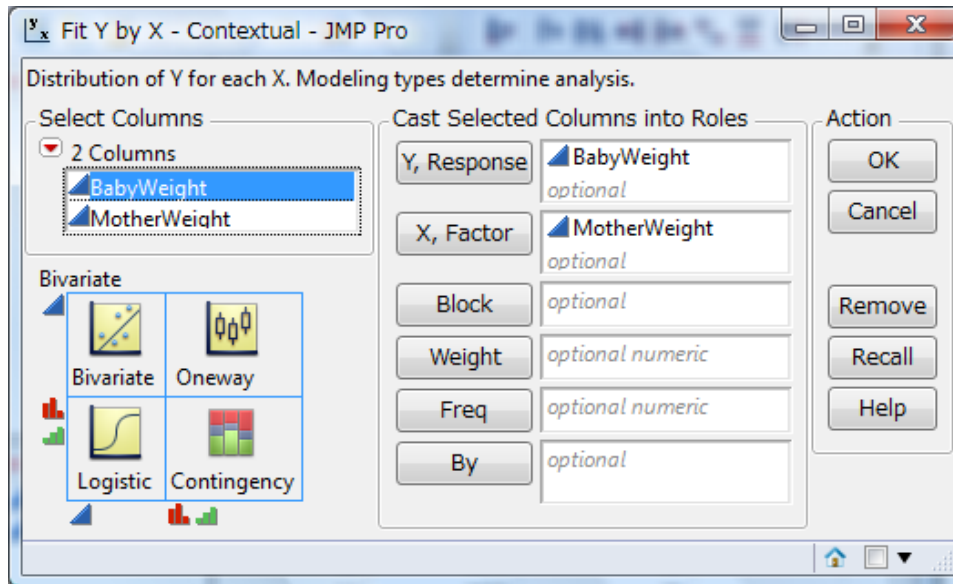 Fit Y by X - Contextual - JMP Pro
Distribution of Y for each X. Modeling types determine analysis.
Select Columns
2 Columns
BabyWeight
MotherWeight
Bivariate
Bivariate
Oneway
Logistic
Contingency
Cast Selected Columns into Roles
Y, Response
BabyWeight
optional
X, Factor
MotherWeight
optional
Block
optional
Weight
optional numeric
Freq
optional numeric
By
optional
Action
OK
Cancel
Remove
Recall
Help